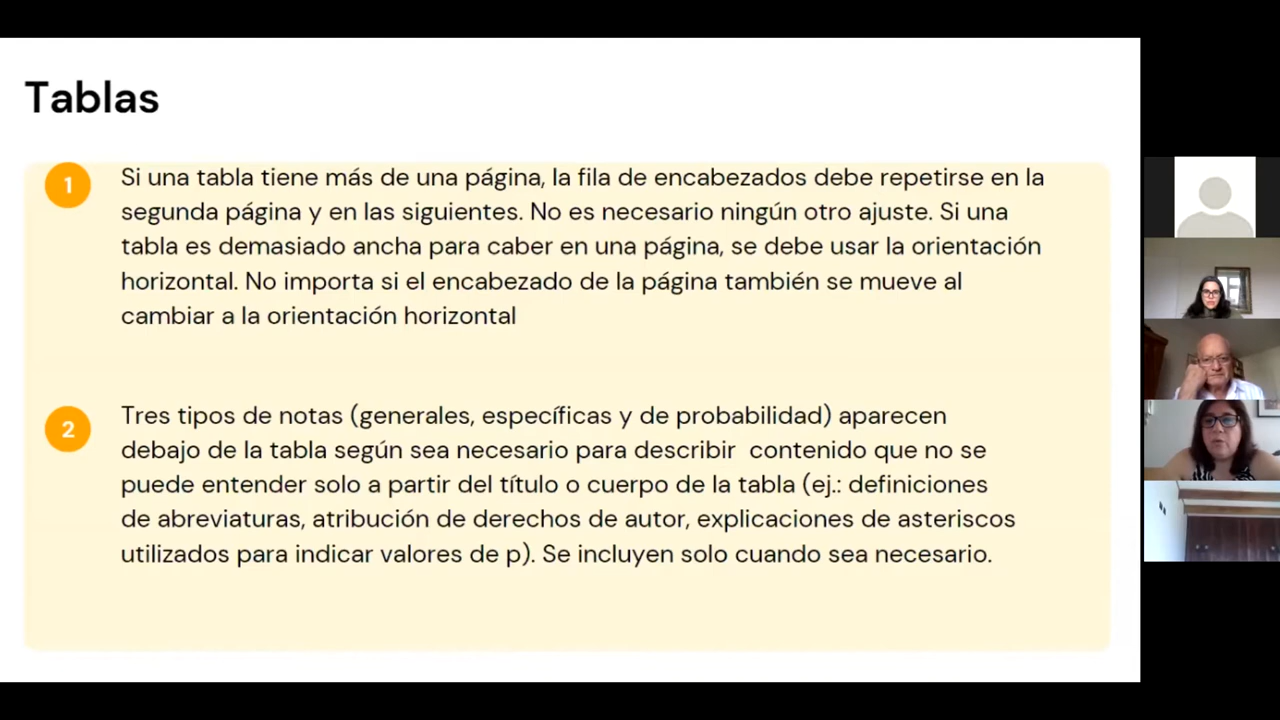 Tablas
1
Si una tabla tiene más de una página, la fila de encabezados debe repetirse en la
segunda página y en las siguientes. No es necesario ningún otro ajuste. Si una
tabla es demasiado ancha para caber en una página, se debe usar la orientación
horizontal. No importa si el encabezado de la página también se mueve al
cambiar a la orientación horizontal
2
Tres tipos de notas (generales, específicas y de probabilidad) aparecen
debajo de la tabla según sea necesario para describir  contenido que no se
puede entender solo a partir del título o cuerpo de la tabla (ej.: definiciones
de abreviaturas, atribución de derechos de autor, explicaciones de asteriscos
utilizados para indicar valores de p). Se incluyen solo cuando sea necesario.